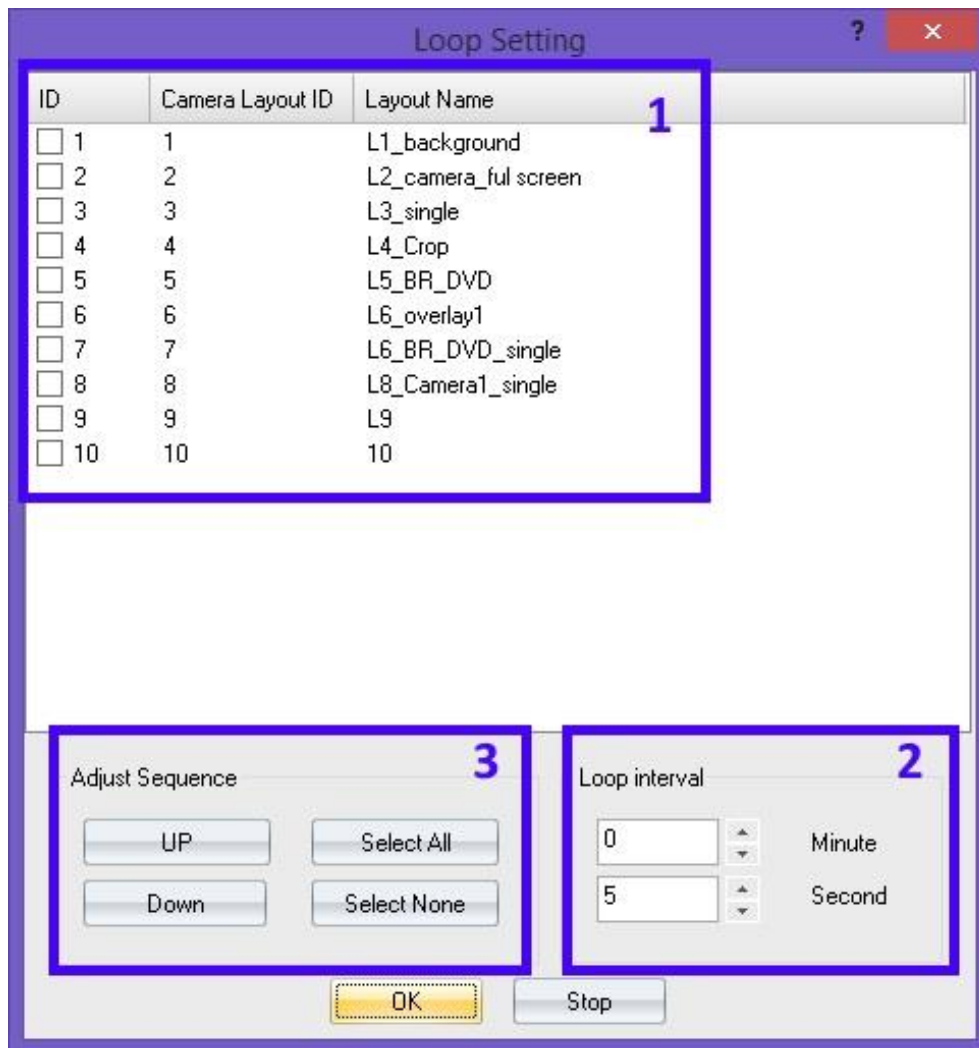 Loop Setting ? ×
ID Camera Layout ID Layout Name 1
1 1 L1_background
2 2 L2_camera_ful screen
3 3 L3_single
4 4 L4_Crop
5 5 L5_BR_DVD
6 6 L6_overlay1
7 7 L6_BR_DVD_single
8 8 L8_Camera1_single
9 9 L9
10 10 10
Adjust Sequence 3
UP Select All
Down Select None
Loop interval 2
0 Minute
5 Second
OK Stop